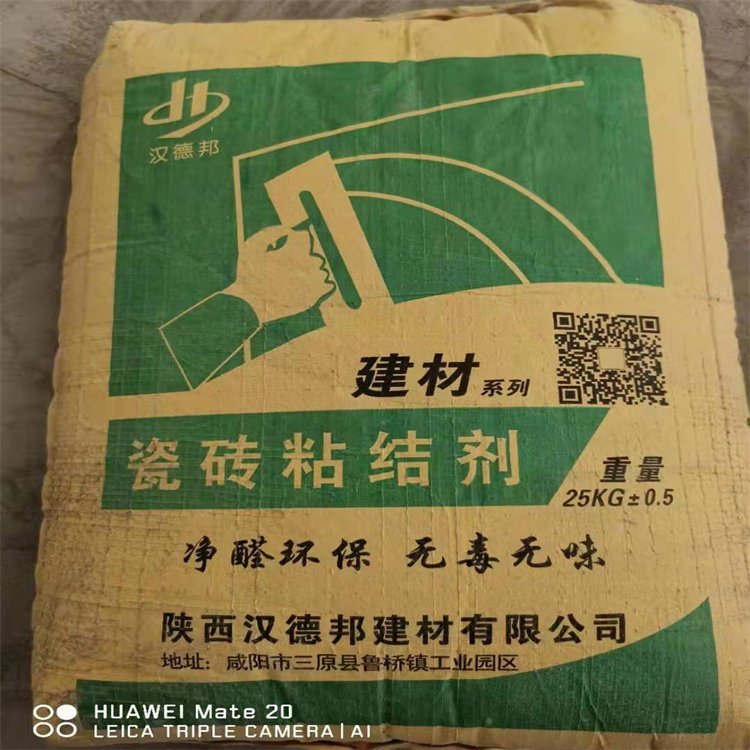 汉德邦
建材系列
瓷砖粘结剂
重量
25KG±0.5
净醛环保 无毒无味
陕西汉德邦建材有限公司
地址：咸阳市三原县鲁桥镇工业园区
HUAWEI Mate 20
LEICA TRIPLE CAMERA | AI